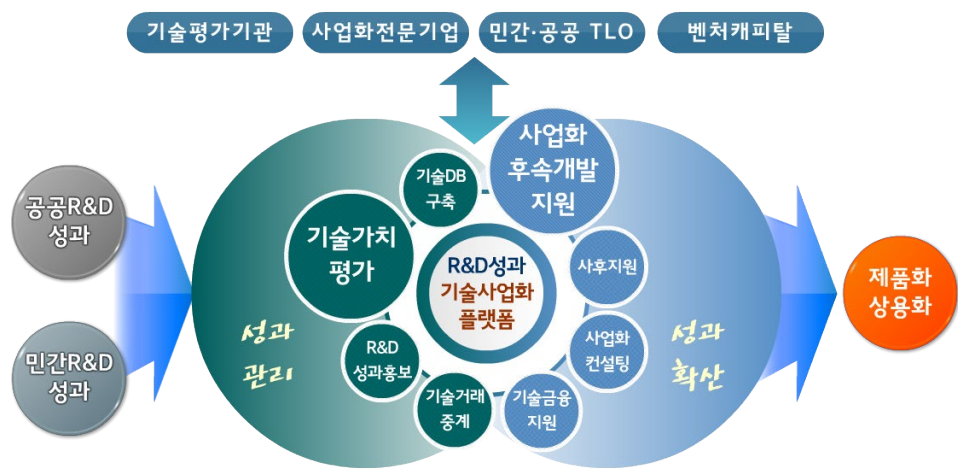 기술평가기관
사업화전문기업
민간·공공 TLO
벤처캐피탈
공공R&D
성과
민간R&D
성과
기술DB
구축
기술가치
평가
R&D
성과홍보
기술거래
중계
성과
관리
R&D성과
기술사업화
플랫폼
사업화
후속개발
지원
사후지원
사업화
컨설팅
기술금융
지원
성과
확산
제품화
상용화